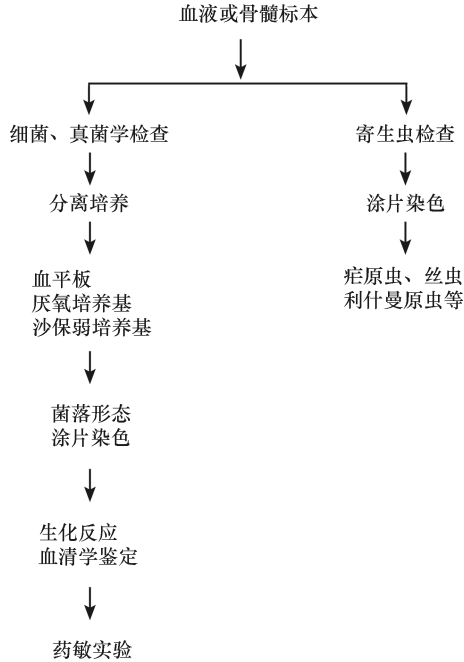 血液或骨髓标本
细菌、真菌学检查
寄生虫检查
分离培养
涂片染色
血平板
厌氧培养基
沙保弱培养基
疟原虫、丝虫
利什曼原虫等
菌落形态
涂片染色
生化反应
血清学鉴定
药敏实验